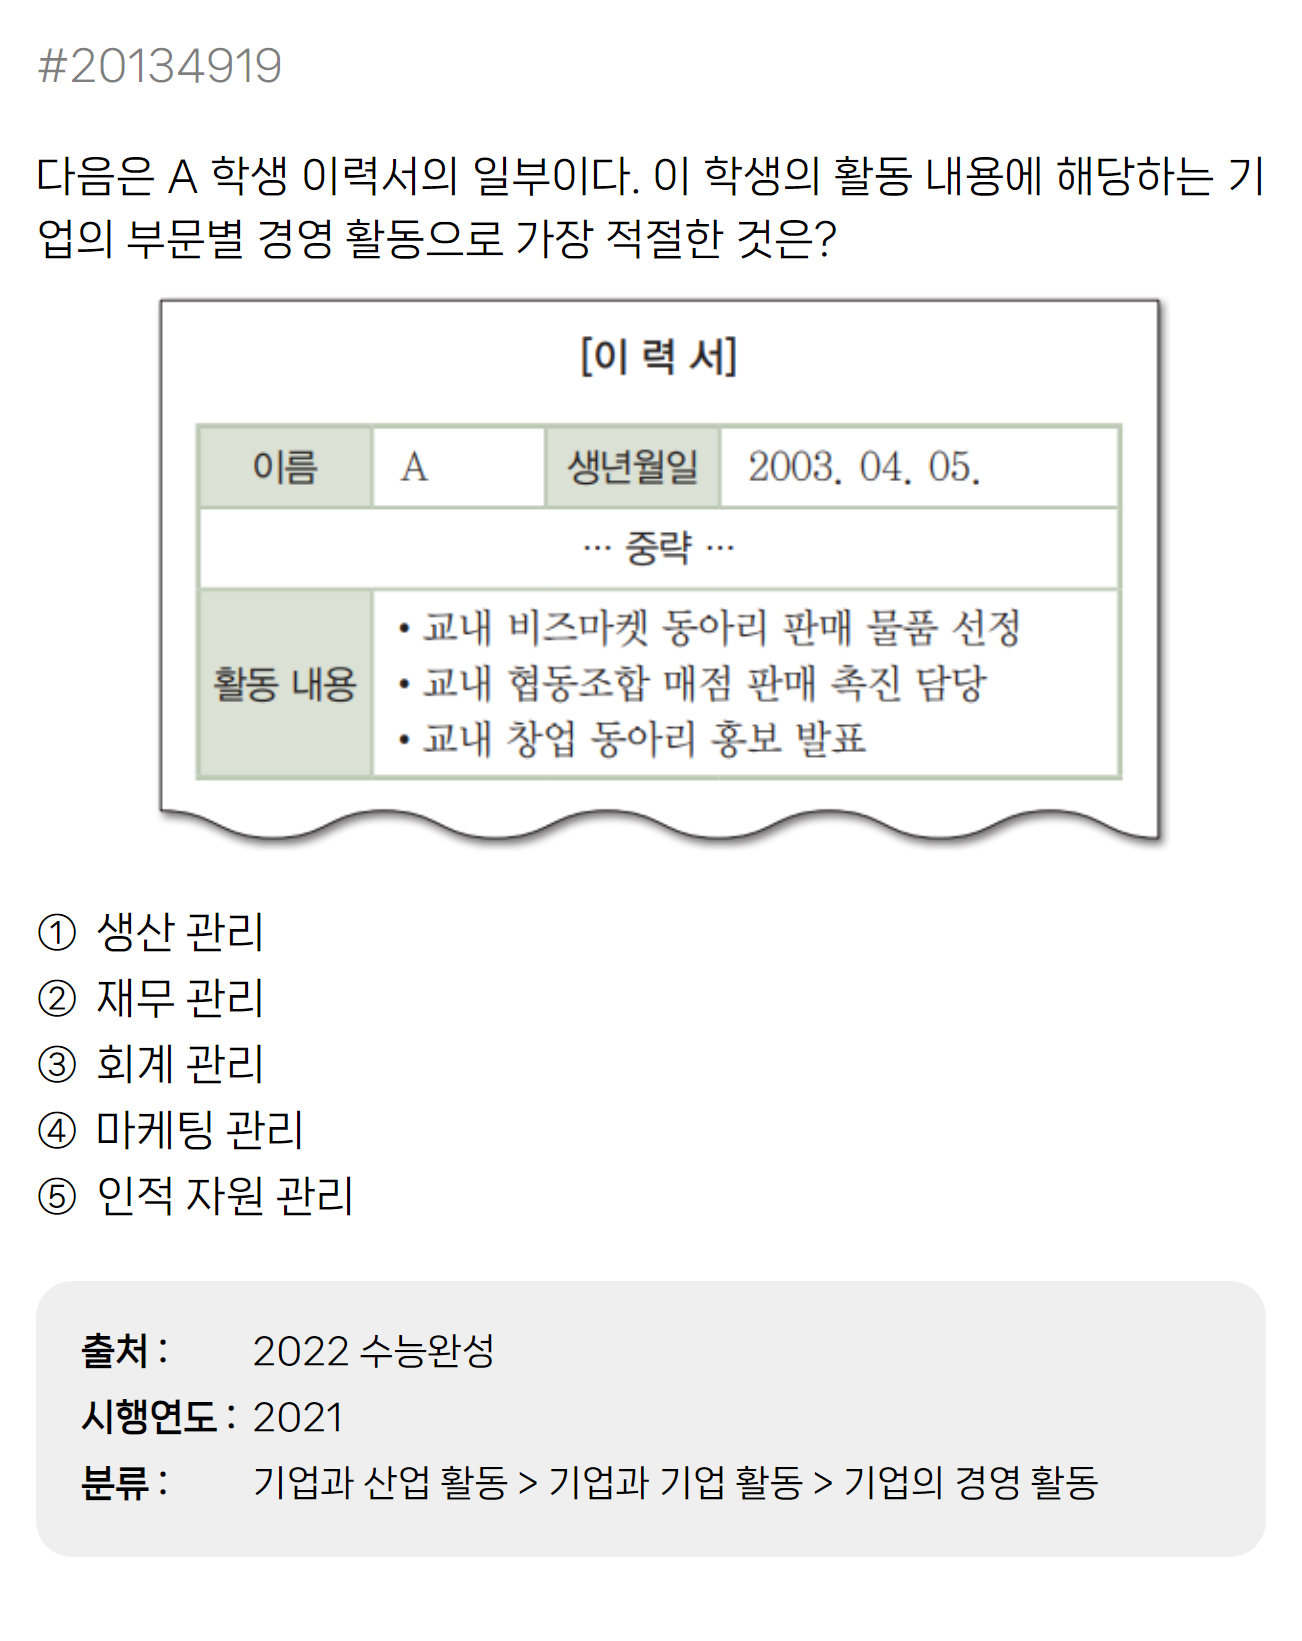 #20134919
다음은 A 학생 이력서의 일부이다. 이 학생의 활동 내용에 해당하는 기
업의 부문별 경영 활동으로 가장 적절한 것은?
[이 력 서]
이름 A 생년월일 2003. 04. 05.
… 중략 …
활동 내용
• 교내 비즈마켓 동아리 판매 물품 선정
• 교내 협동조합 매점 판매 촉진 담당
• 교내 창업 동아리 홍보 발표
① 생산 관리
② 재무 관리
③ 회계 관리
④ 마케팅 관리
⑤ 인적 자원 관리
출처 : 2022 수능완성
시행연도 : 2021
분류 : 기업과 산업 활동 > 기업과 기업 활동 > 기업의 경영 활동